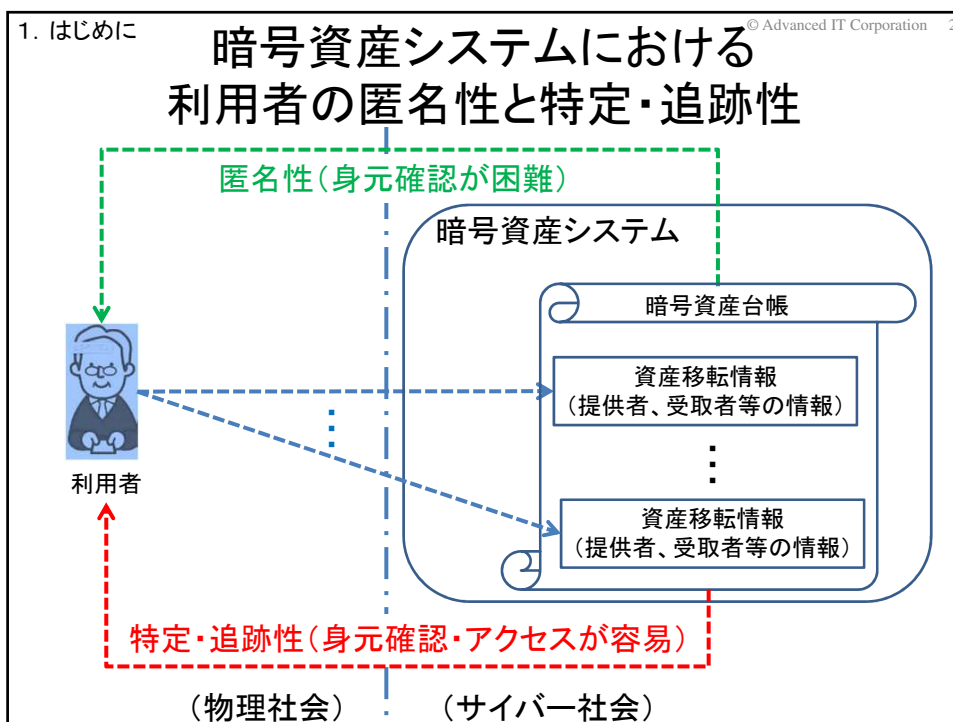 1. はじめに
© Advanced IT Corporation 2
暗号資産システムにおける
利用者の匿名性と特定・追跡性
匿名性(身元確認が困難)
暗号資産システム
暗号資産台帳
資産移転情報
(提供者、受取者等の情報)
⋮
⋮
利用者
資産移転情報
(提供者、受取者等の情報)
特定・追跡性(身元確認・アクセスが容易)
(物理社会)
(サイバー社会)